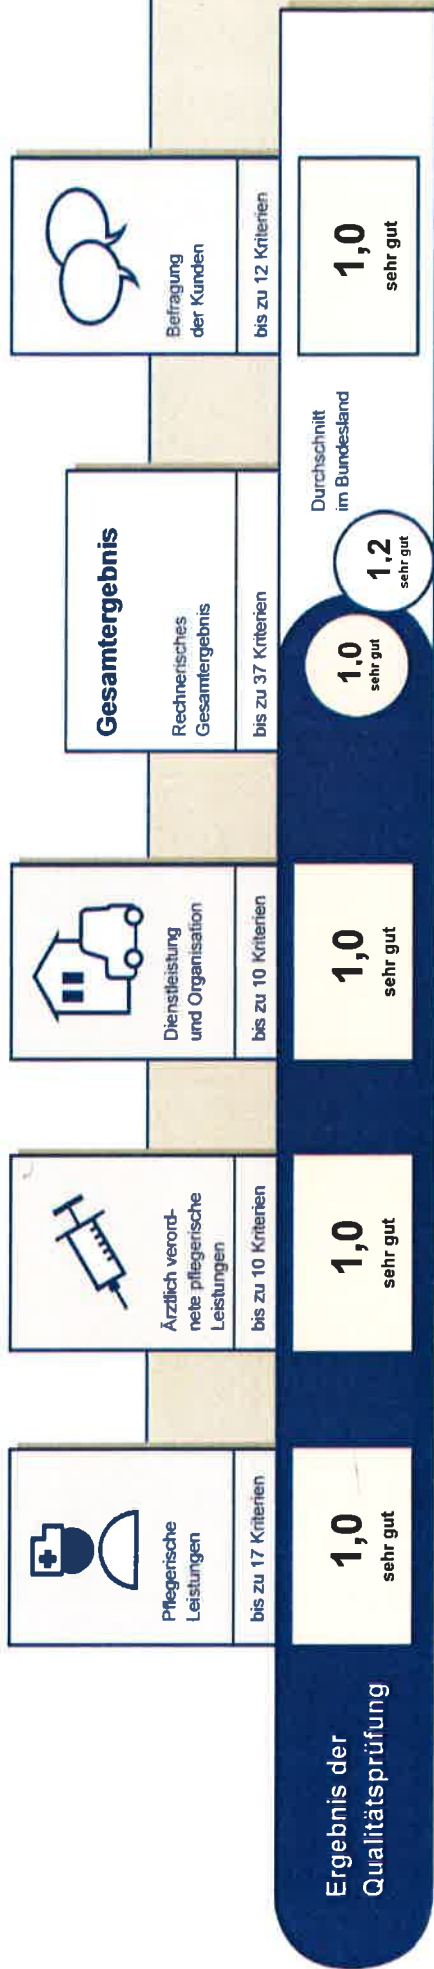 Pflegerische
Leistungen
bis zu 17 Kriterien
Ärztlich verord-
nete pflegerische
Leistungen
bis zu 10 Kriterien
Dienstleistung
und Organisation
bis zu 10 Kriterien
Gesamtergebnis
Rechnerisches
Gesamtergebnis
bis zu 37 Kriterien
Befragung
der Kunden
bis zu 12 Kriterien
Ergebnis der
Qualitätsprüfung
1,0
sehr gut
1,0
sehr gut
1,0
sehr gut
1,0
sehr gut
Durchschnitt
im Bundesland
1,2
sehr gut
1,0
sehr gut